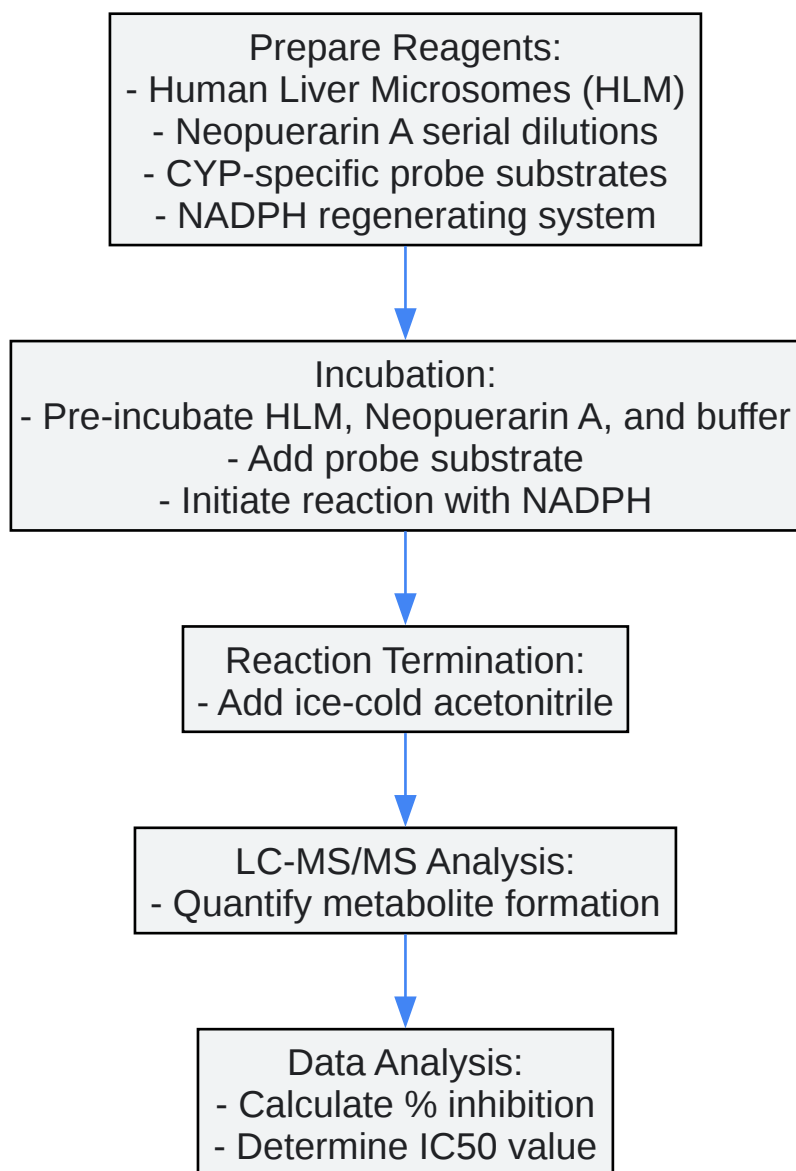 Prepare Reagents:
- Human Liver Microsomes (HLM)
- Neopuerarin A serial dilutions
- CYP-specific probe substrates
- NADPH regenerating system
Incubation:
- Pre-incubate HLM, Neopuerarin A, and buffer
- Add probe substrate
- Initiate reaction with NADPH
Reaction Termination:
- Add ice-cold acetonitrile
LC-MS/MS Analysis:
- Quantify metabolite formation
Data Analysis:
- Calculate % inhibition
- Determine IC50 value